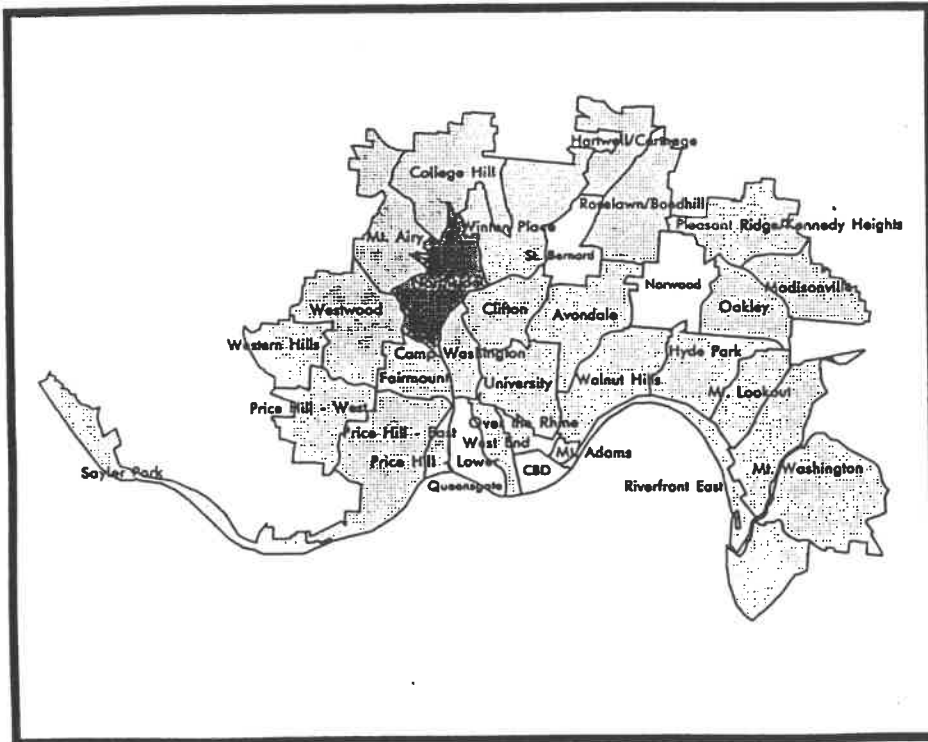 Hartwell/Carthage
College Hill
Roselawn/Bondhill
Winton Place
Pleasant Ridge/Kennedy Heights
Mt. Airy
St. Bernard
Northside
Norwood
Madisonville
Westwood
Clifton
Avondale
Oakley
Western Hills
Camp Washington
Hyde Park
Fairmount
University
Walnut Hills
Mt. Lookout
Price Hill - West
Over the Rhine
Price Hill - East
West End
Mt. Adams
Price Hill
Lower
CBD
Mt. Washington
Sayler Park
Queensgate
Riverfront East